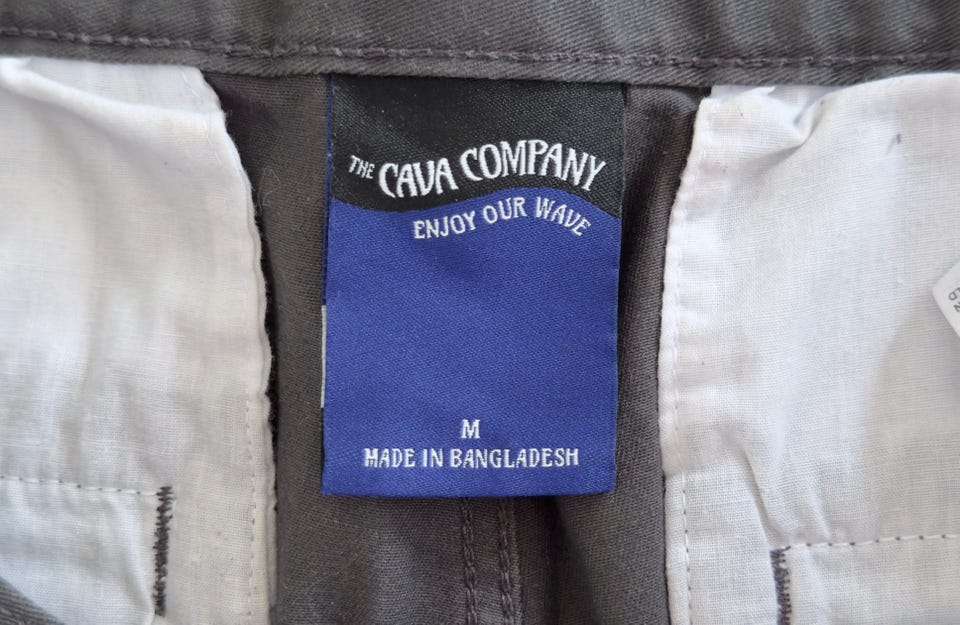 THE CAVA COMPANY
ENJOY OUR WAVE
M
MADE IN BANGLADESH